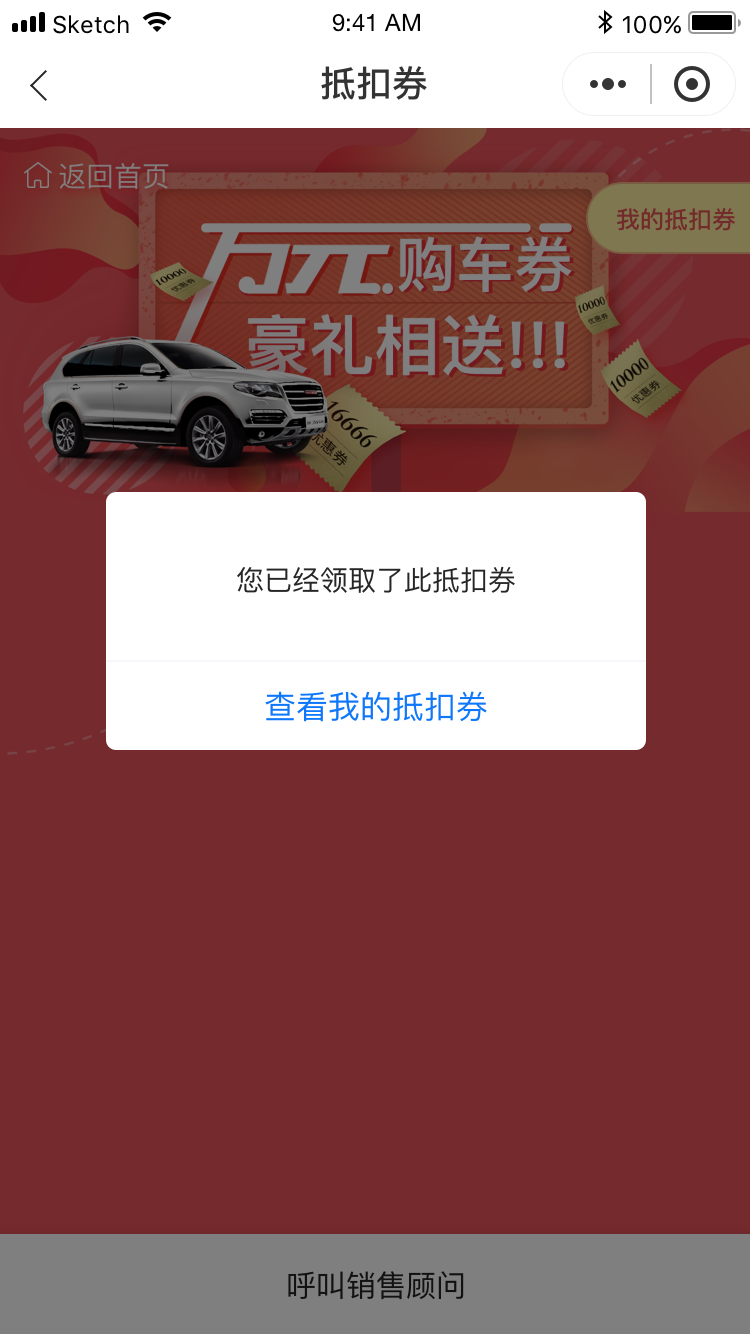 Sketch
9:41 AM
100%
抵扣券
返回首页
我的抵扣券
万元购车券
豪礼相送!!!
10000
优惠券
10000
优惠券
10000
优惠券
16666
优惠券
您已经领取了此抵扣券
查看我的抵扣券
呼叫销售顾问